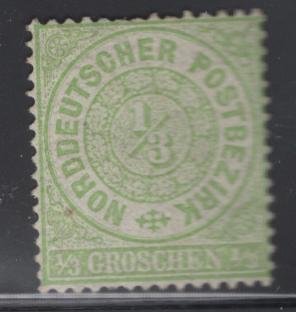 NORDDEUTSCHER POSTBEZIRK
1/3
1/3 GROSCHEN 1/3